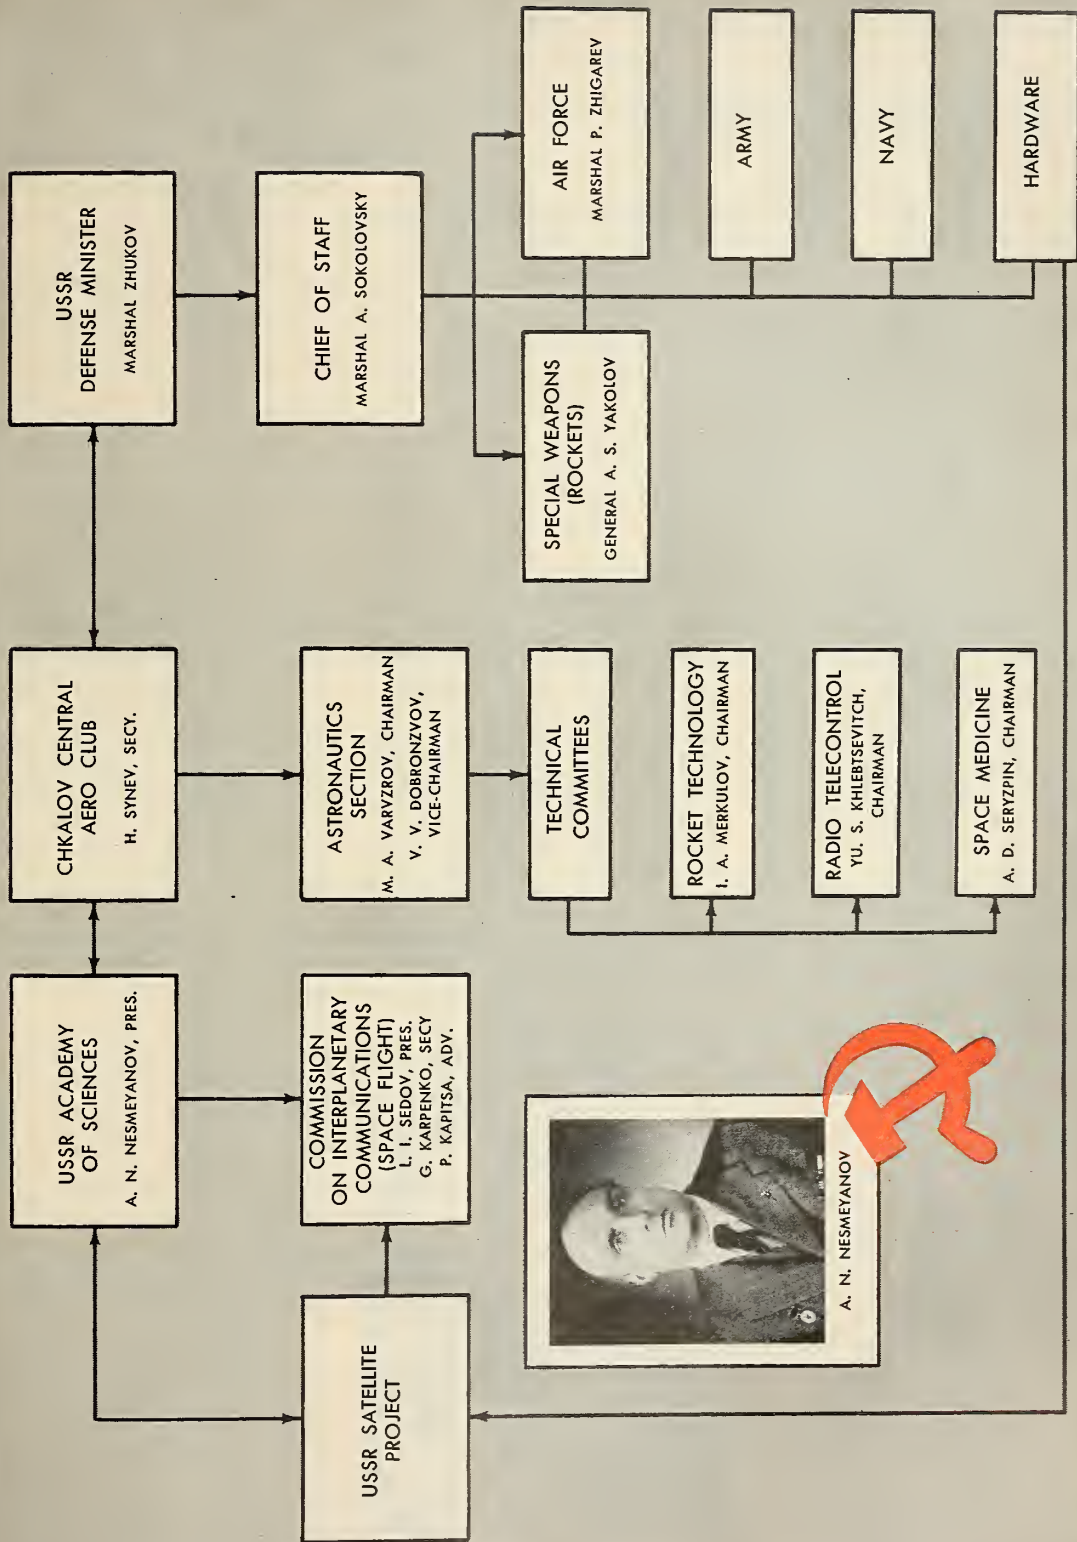 USSR ACADEMY
OF SCIENCES
A. N. NESMEYANOV, PRES.
CHKALOV CENTRAL
AERO CLUB
H. SYNEV, SECY.
USSR
DEFENSE MINISTER
MARSHAL ZHUKOV
USSR SATELLITE
PROJECT
COMMISSION
ON INTERPLANETARY
COMMUNICATIONS
(SPACE FLIGHT)
L. I. SEDOV, PRES.
G. KARPENKO, SECY
P. KAPITSA, ADV.
ASTRONAUTICS
SECTION
M. A. VARVZROV, CHAIRMAN
V. V. DOBRONZVOV,
VICE-CHAIRMAN
CHIEF OF STAFF
MARSHAL A. SOKOLOVSKY
TECHNICAL
COMMITTEES
SPECIAL WEAPONS
(ROCKETS)
GENERAL A. S. YAKOLOV
AIR FORCE
MARSHAL P. ZHIGAREV
ROCKET TECHNOLOGY
I. A. MERKULOV, CHAIRMAN
ARMY
RADIO TELECONTROL
YU. S. KHLEBTSEVITCH,
CHAIRMAN
NAVY
SPACE MEDICINE
A. D. SERYZPIN, CHAIRMAN
HARDWARE
A. N. NESMEYANOV